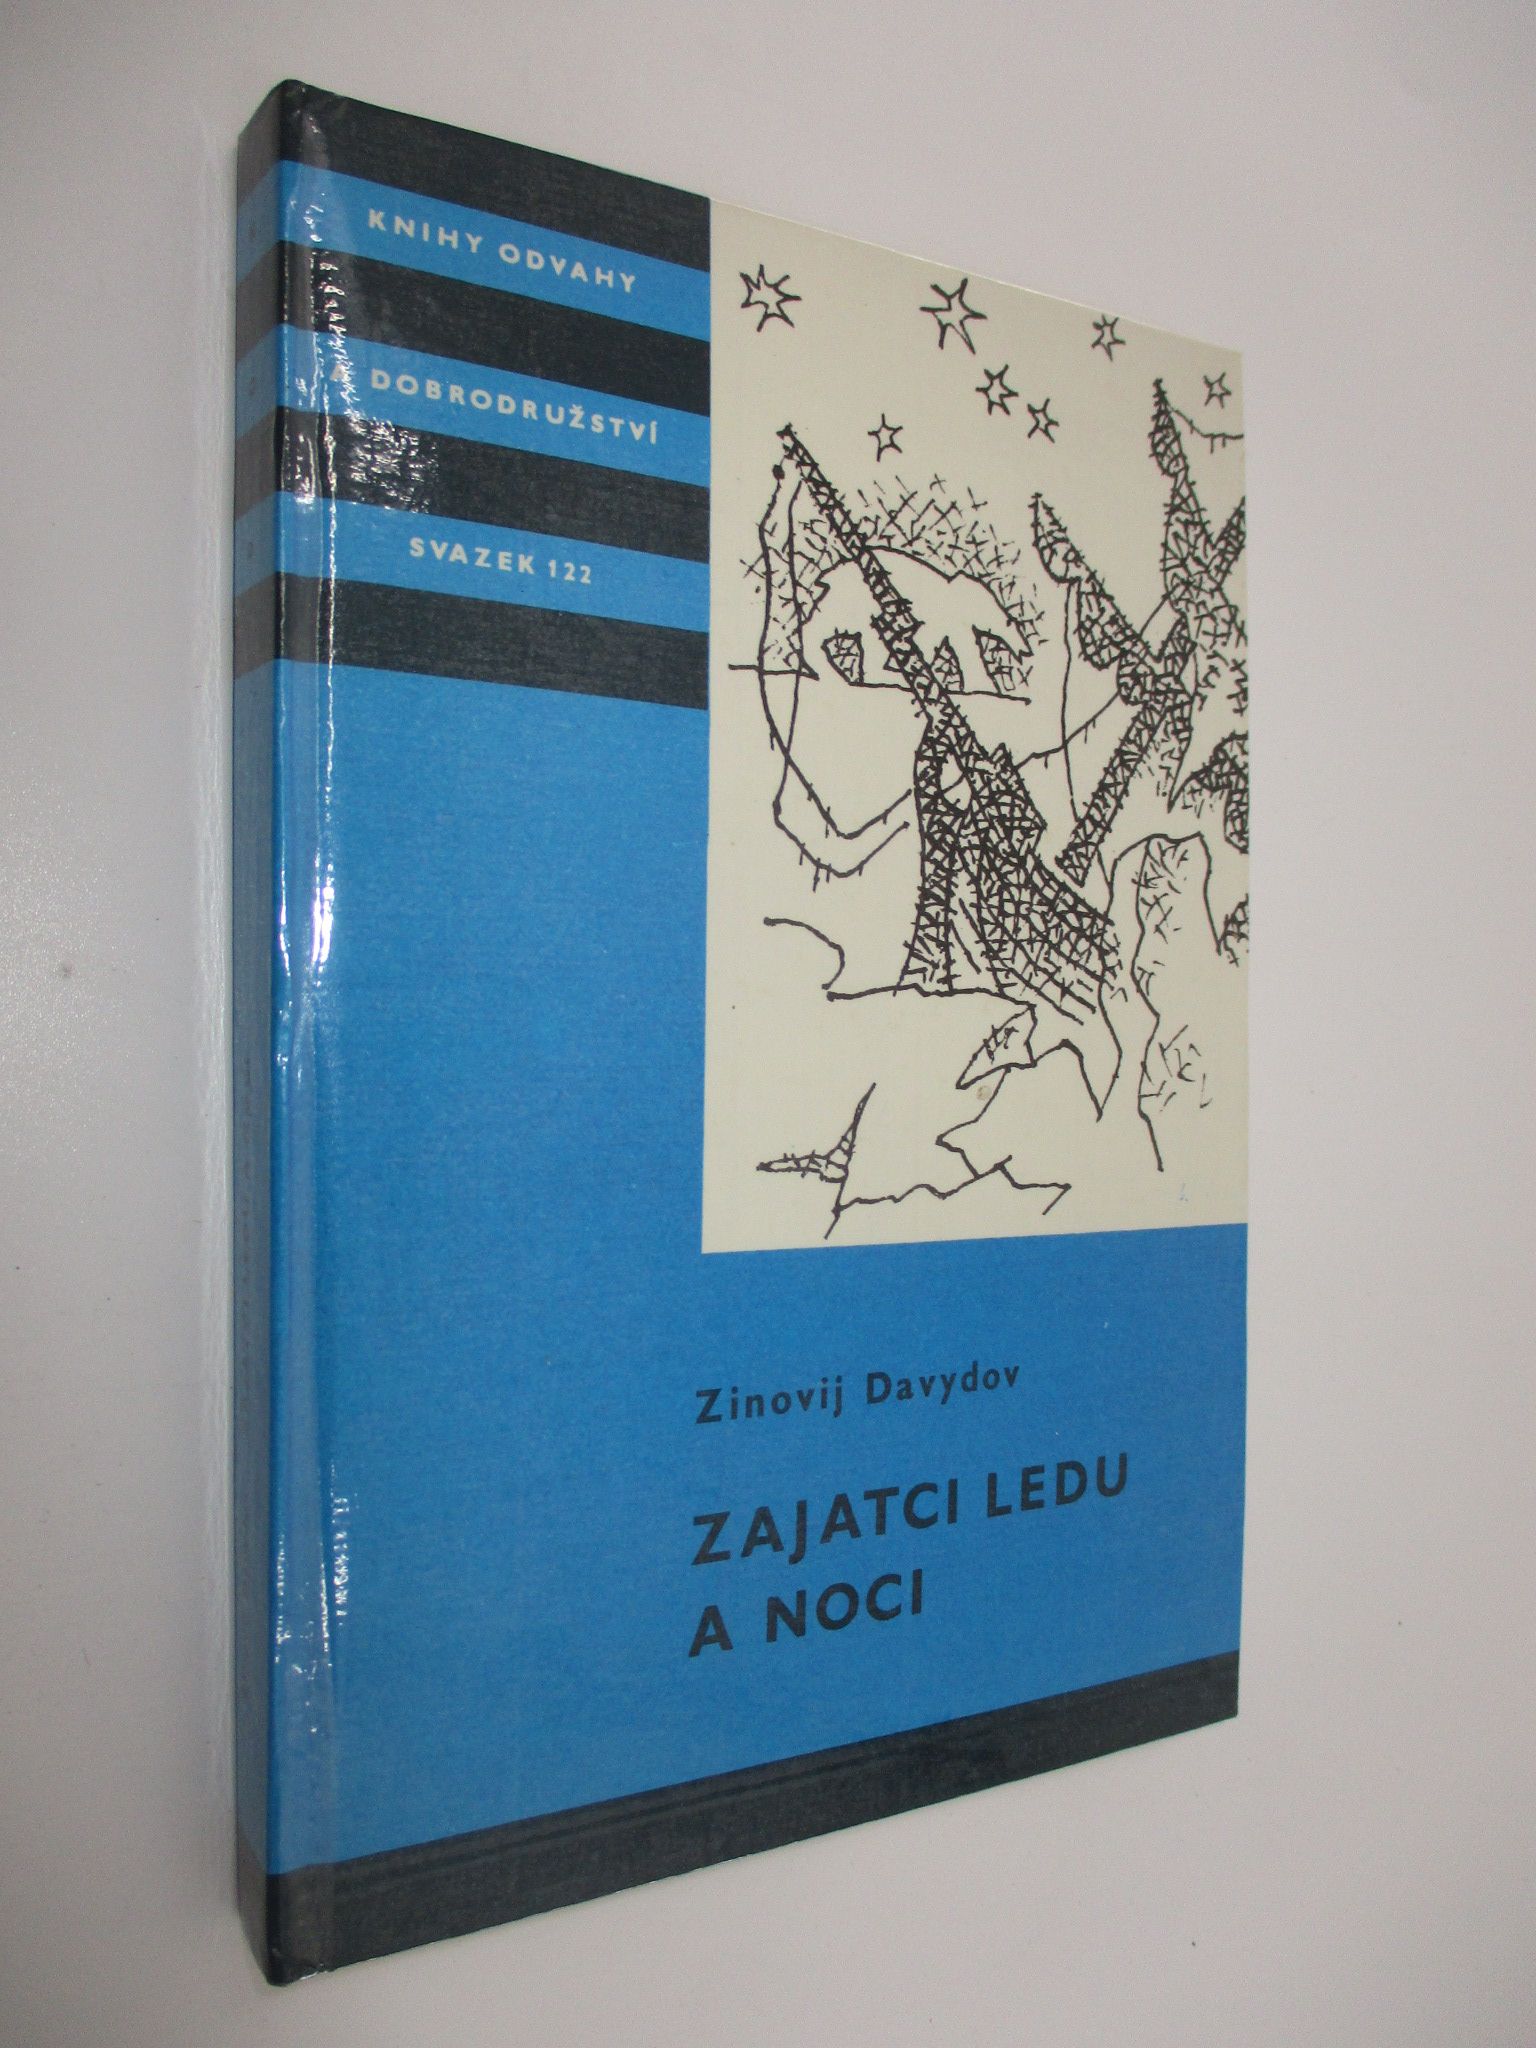 KNIHY ODVAHY
A DOBRODRUŽSTVÍ
SVAZEK 122
Zinovij Davydov
ZAJATCI LEDU
A NOCI